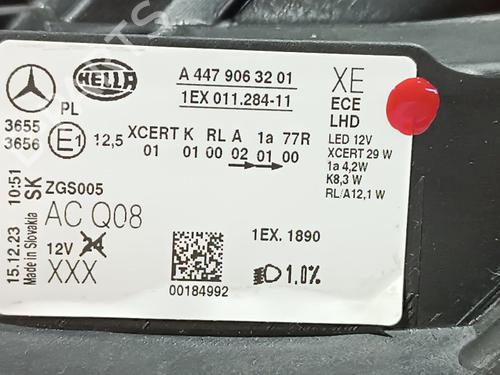 HELLA
A 447 906 32 01
1EX 011.284-11
XE
ECE
LHD
LED 12V
XCERT 29 W
1a 4,2W
K8,3 W
RL/A12,1 W
PL
3655
3656
E1
12,5
XCERT K RL A 1a 77R
01 01 00 02 01 00
15.12.23 10:51
Made in Slovakia
SK
ZGS005
AC Q08
12V 24
XXX
00184992
1EX. 1890
1.0%